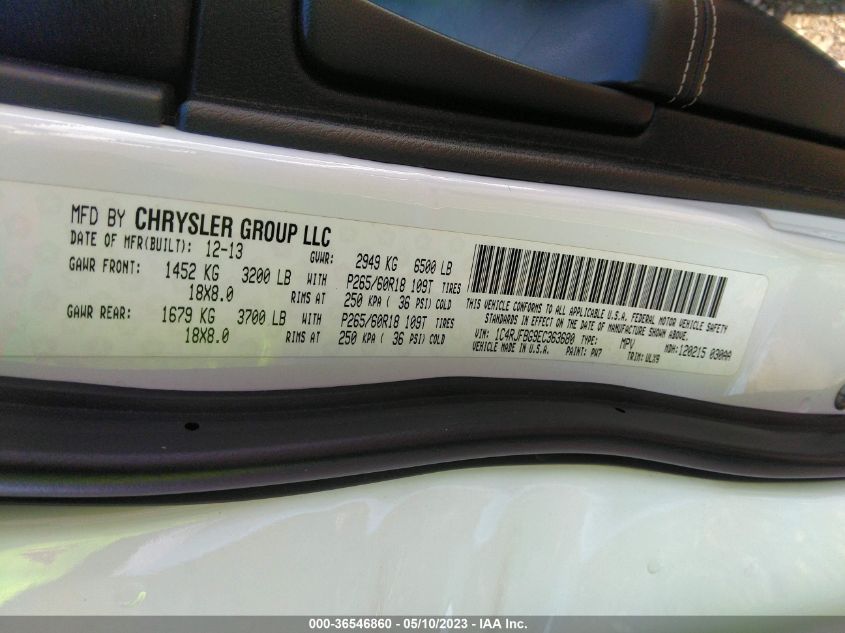 MFD BY CHRYSLER GROUP LLC
DATE OF MFR(BUILT): 12-13 GVWR: 2949 KG 6500 LB
GAWR FRONT: 1452 KG 3200 LB WITH P265/60R18 109T TIRES
18X8.0 RIMS AT 250 KPA ( 36 PSI) COLD
GAWR REAR: 1679 KG 3700 LB WITH P265/60R18 109T TIRES
18X8.0 RIMS AT 250 KPA ( 36 PSI) COLD
THIS VEHICLE CONFORMS TO ALL APPLICABLE U.S.A. FEDERAL MOTOR VEHICLE SAFETY
STANDARDS IN EFFECT ON THE DATE OF MANUFACTURE SHOWN ABOVE.
VIN: 1C4RJFBG5EC363680 TYPE: MPV MDH: 120215 030AA
VEHICLE MADE IN U.S.A. PAINT: PW7 TRIM: VLX9
000-36546860 - 05/10/2023 - © IAA Holdings, LLC